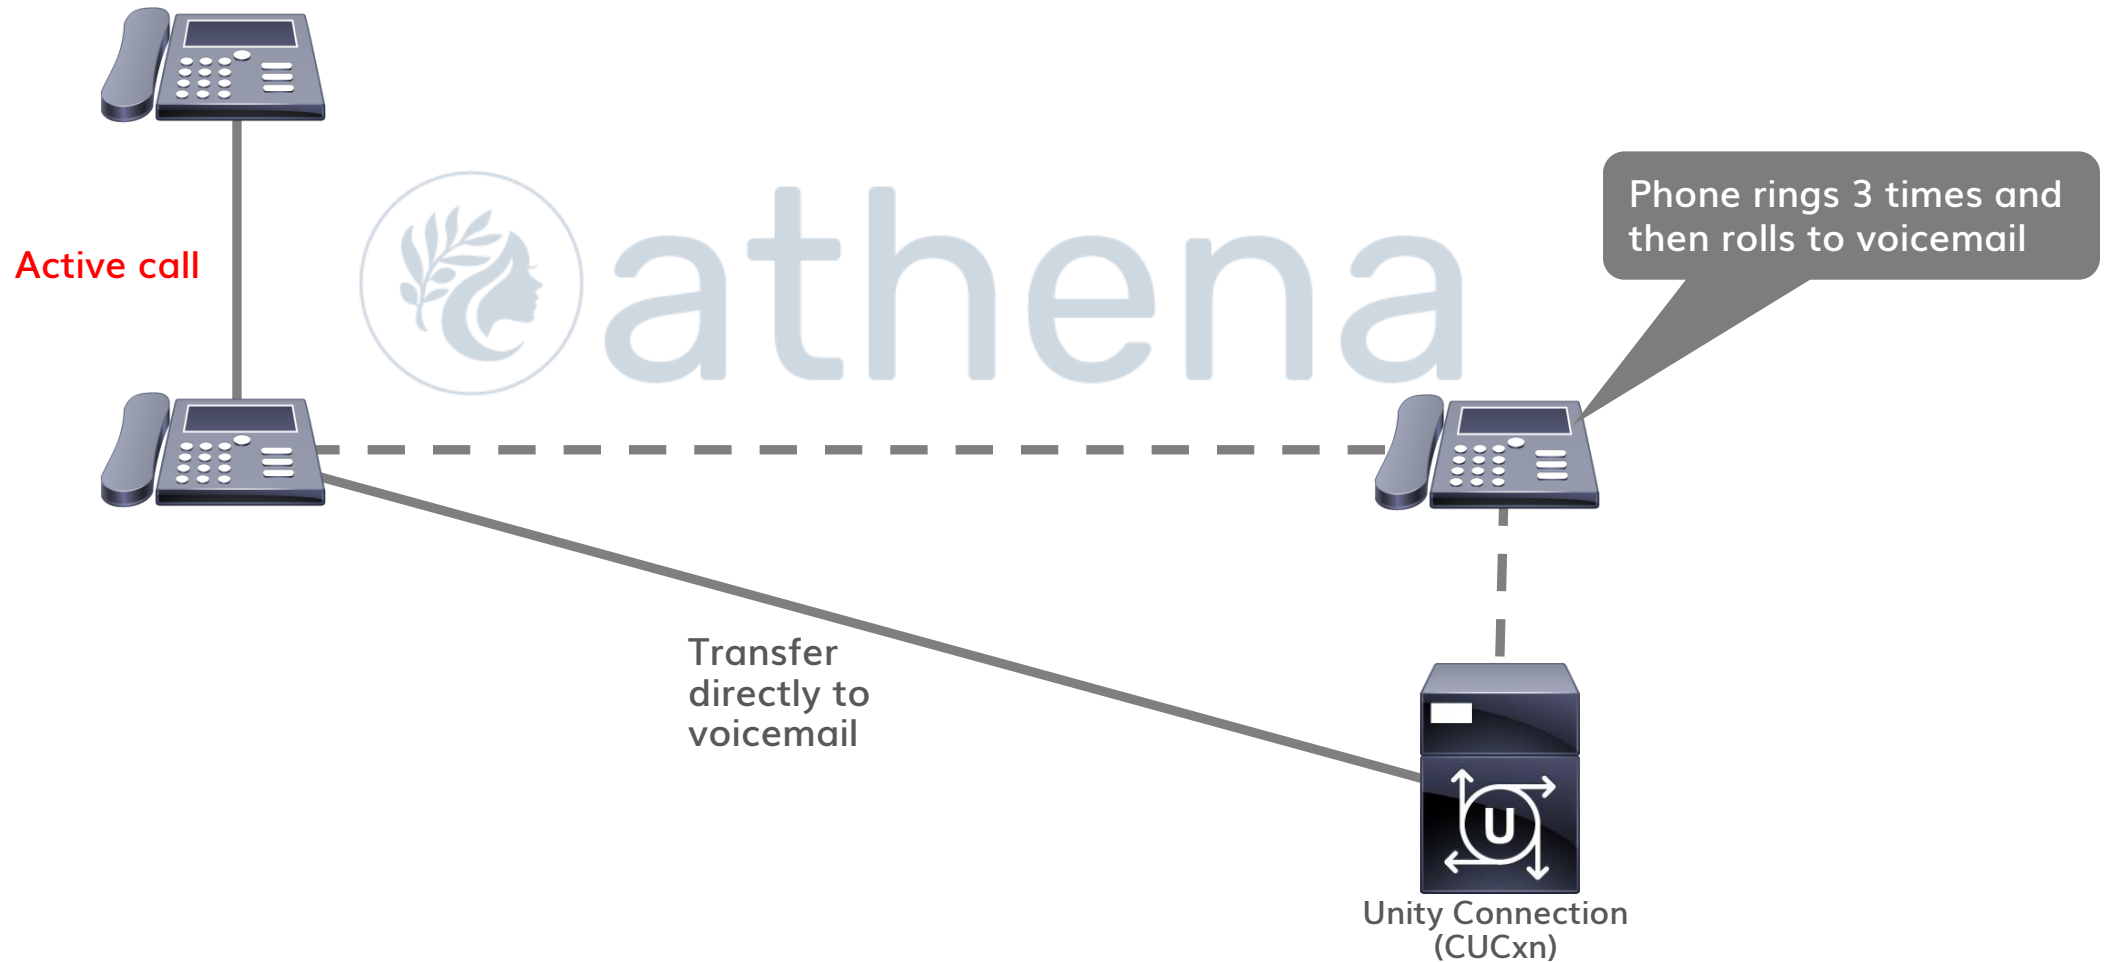 Active call
athena
Phone rings 3 times and
then rolls to voicemail
Transfer
directly to
voicemail
U
Unity Connection
(CUCxn)